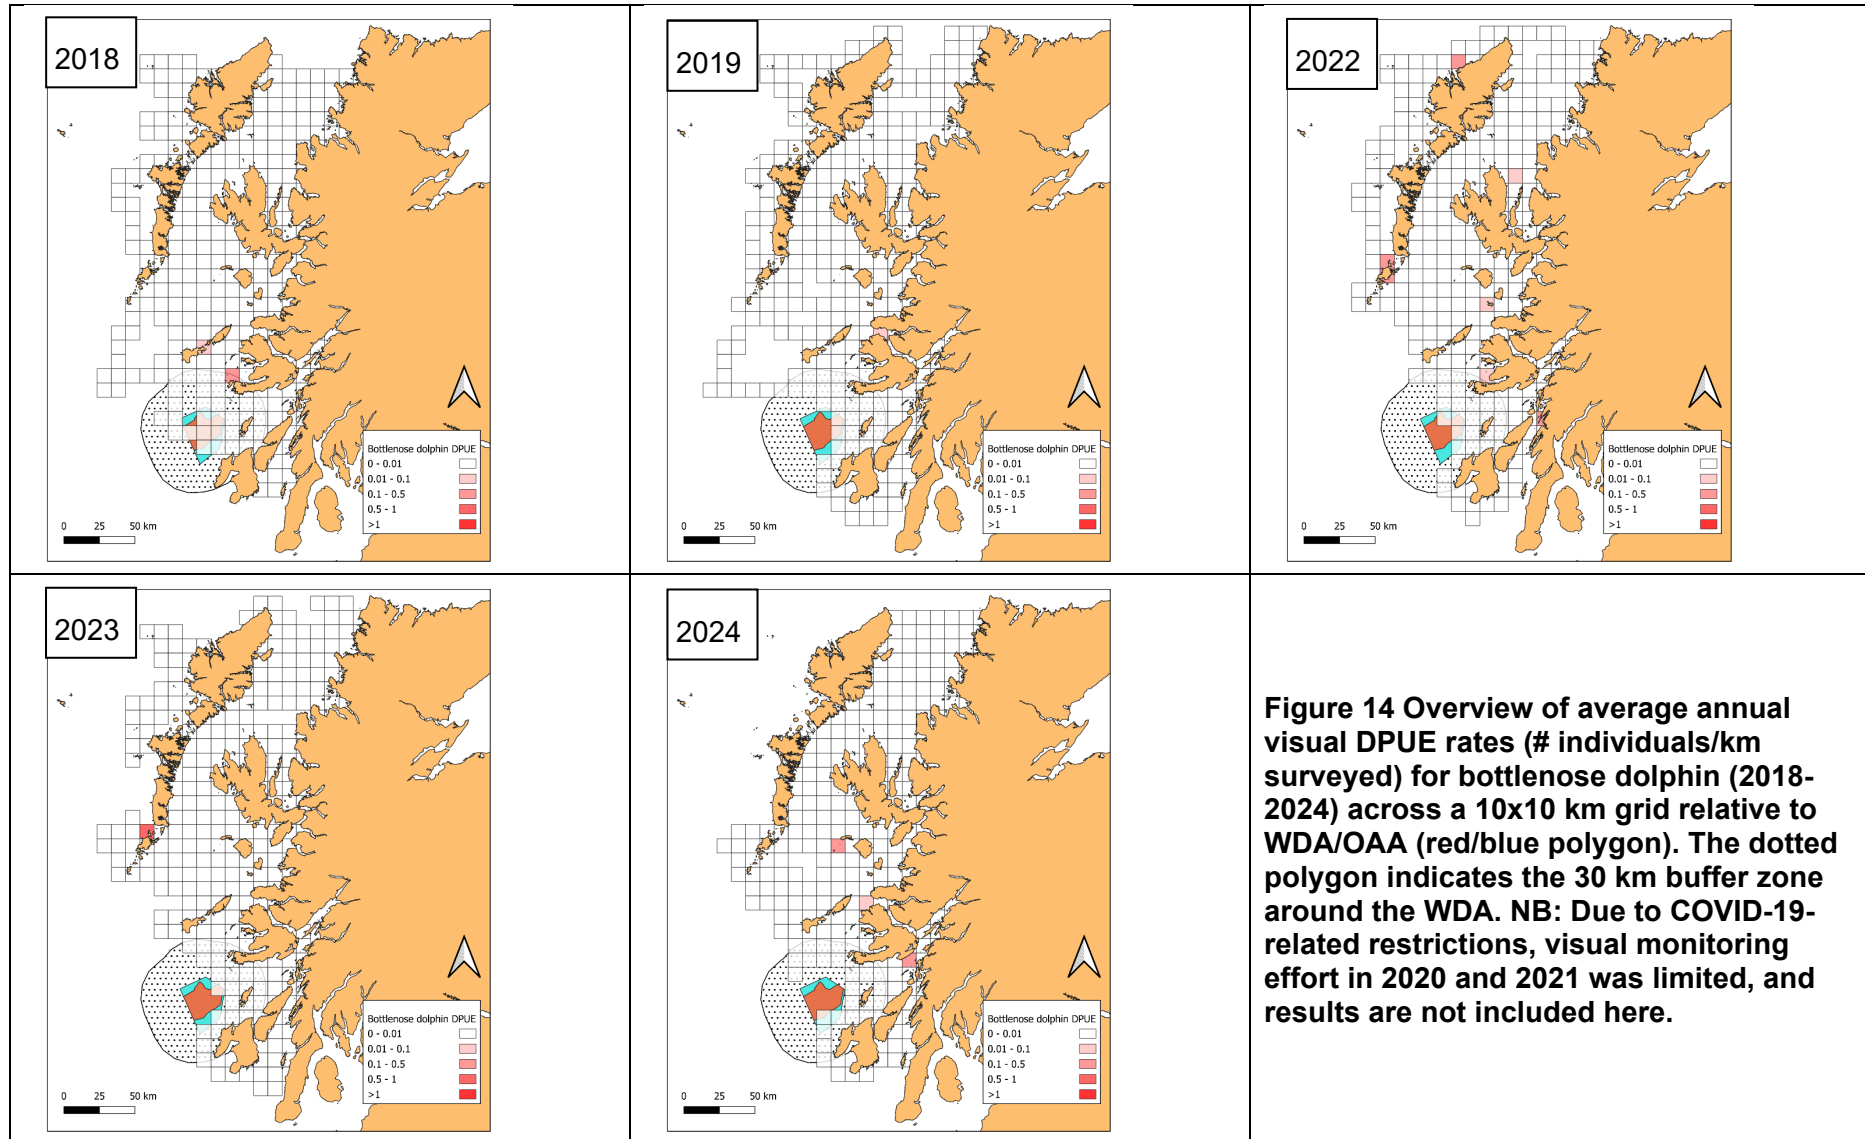 2018
Bottlenose dolphin DPUE
0 - 0.01
0.01 - 0.1
0.1 - 0.5
0.5 - 1
>1
0 25 50 km
2019
Bottlenose dolphin DPUE
0 - 0.01
0.01 - 0.1
0.1 - 0.5
0.5 - 1
>1
0 25 50 km
2022
Bottlenose dolphin DPUE
0 - 0.01
0.01 - 0.1
0.1 - 0.5
0.5 - 1
>1
0 25 50 km
2023
Bottlenose dolphin DPUE
0 - 0.01
0.01 - 0.1
0.1 - 0.5
0.5 - 1
>1
0 25 50 km
2024
Bottlenose dolphin DPUE
0 - 0.01
0.01 - 0.1
0.1 - 0.5
0.5 - 1
>1
0 25 50 km
Figure 14 Overview of average annual
visual DPUE rates (# individuals/km
surveyed) for bottlenose dolphin (2018-
2024) across a 10x10 km grid relative to
WDA/OAA (red/blue polygon). The dotted
polygon indicates the 30 km buffer zone
around the WDA. NB: Due to COVID-19-
related restrictions, visual monitoring
effort in 2020 and 2021 was limited, and
results are not included here.